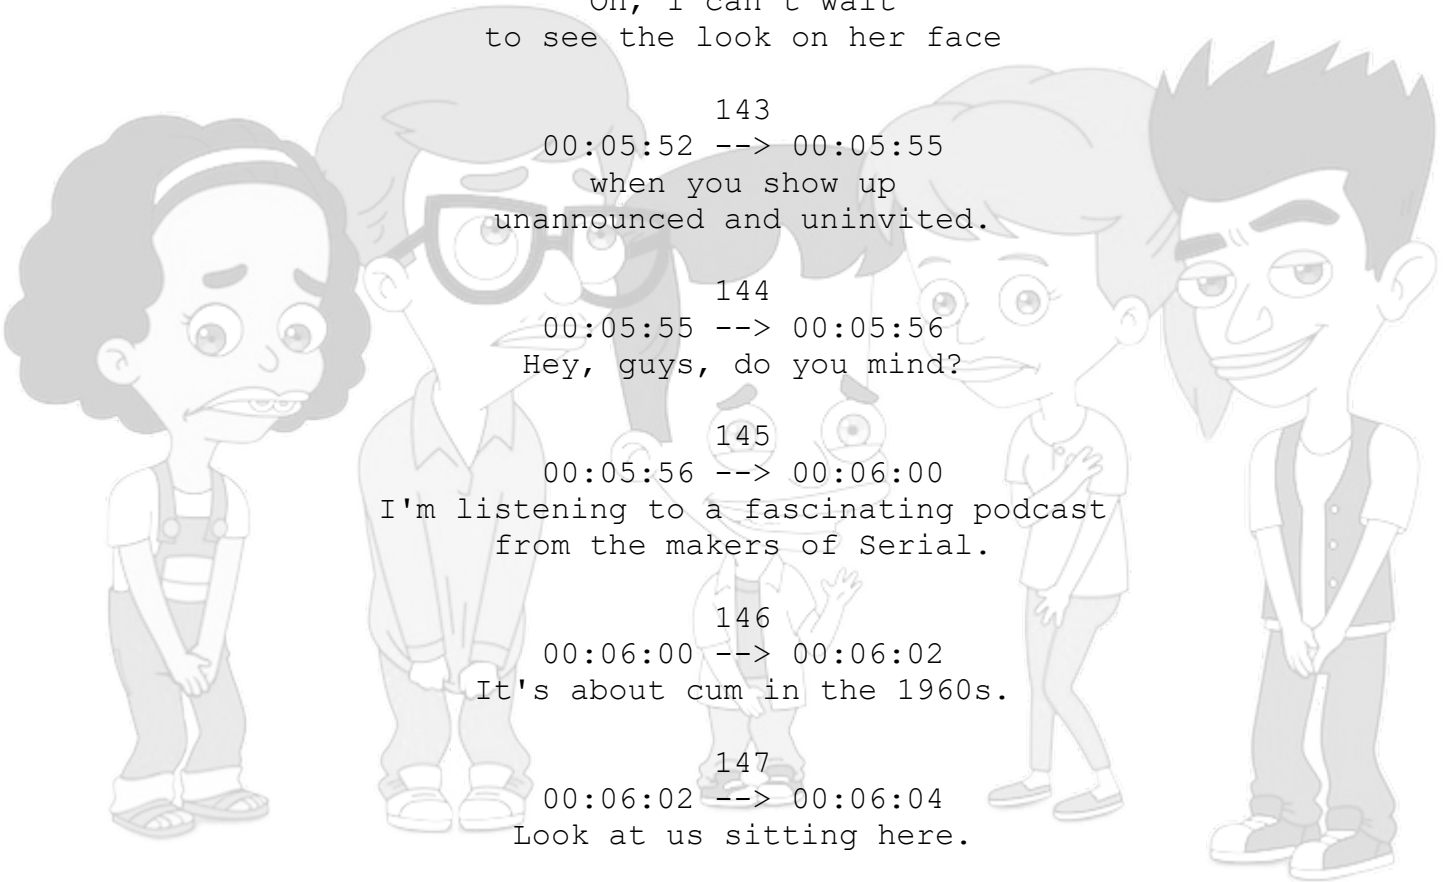 Oh, I can't wait
to see the look on her face
143
00:05:52 --> 00:05:55
when you show up
unannounced and uninvited.
144
00:05:55 --> 00:05:56
Hey, guys, do you mind?
145
00:05:56 --> 00:06:00
I'm listening to a fascinating podcast
from the makers of Serial.
146
00:06:00 --> 00:06:02
It's about cum in the 1960s.
147
00:06:02 --> 00:06:04
Look at us sitting here.